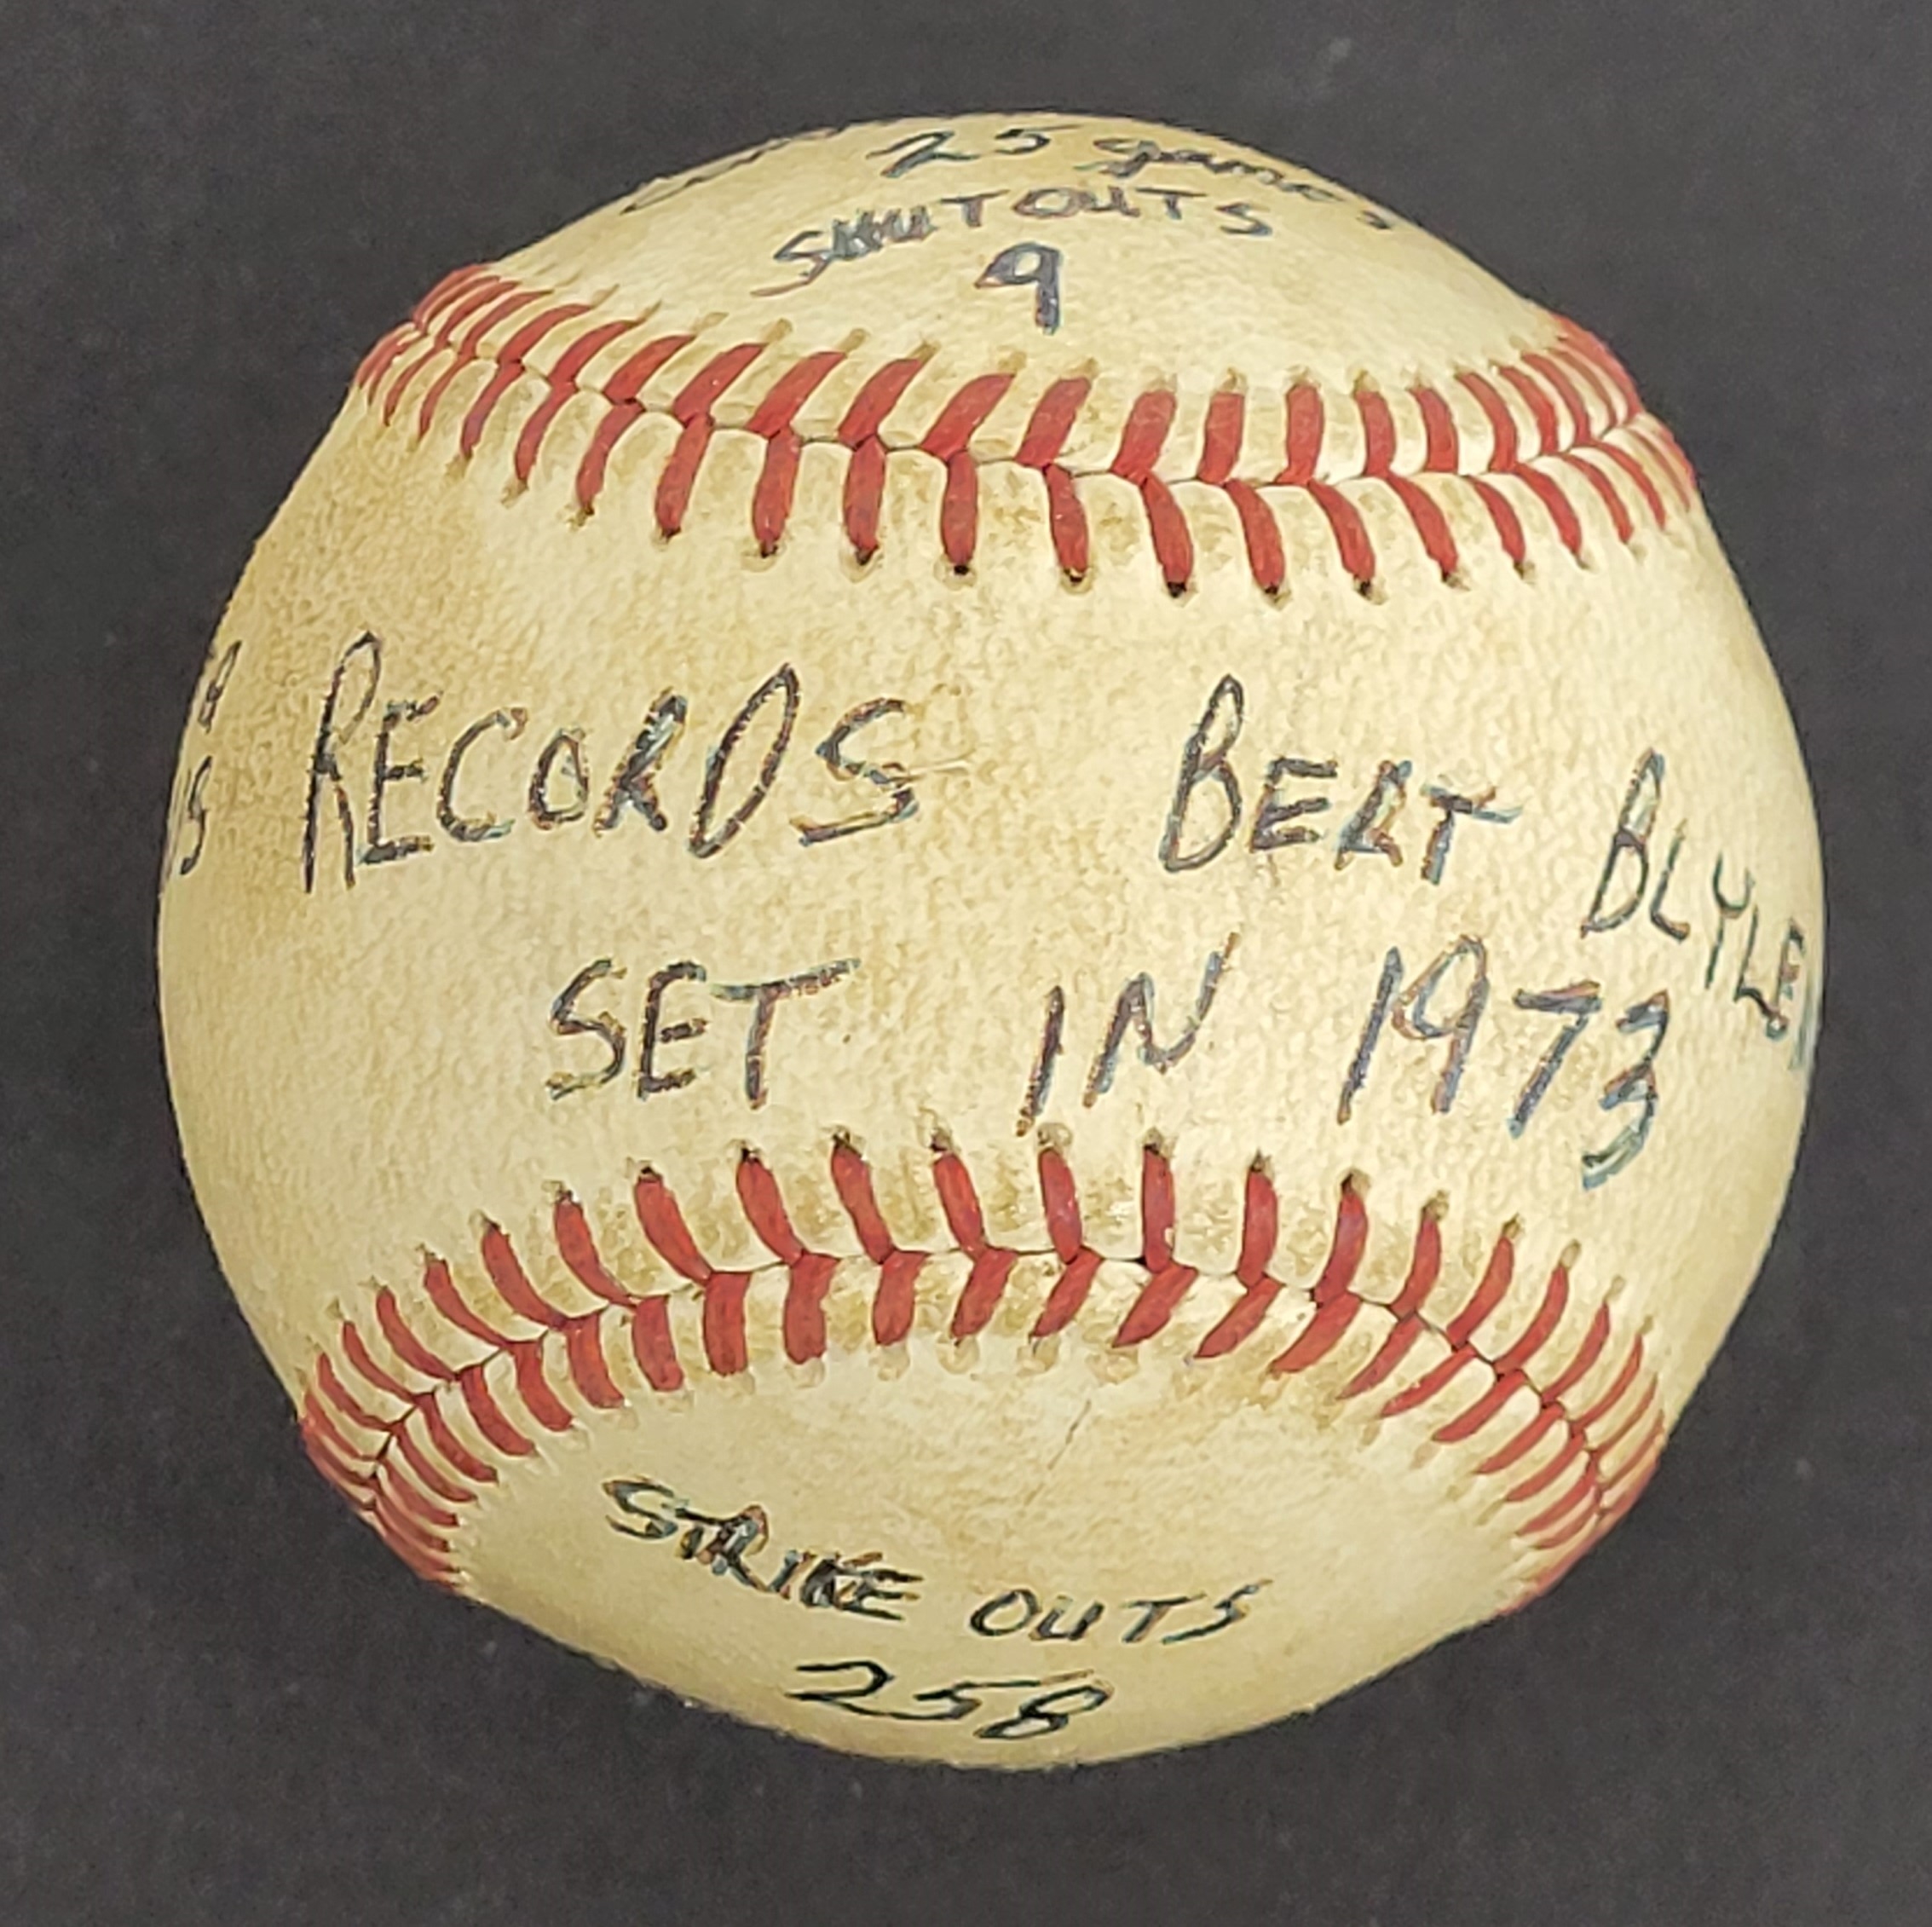 25 games
SHUTOUTS
9
RECORDS BERT BLYLE
SET IN 1973
STRIKE OUTS
258